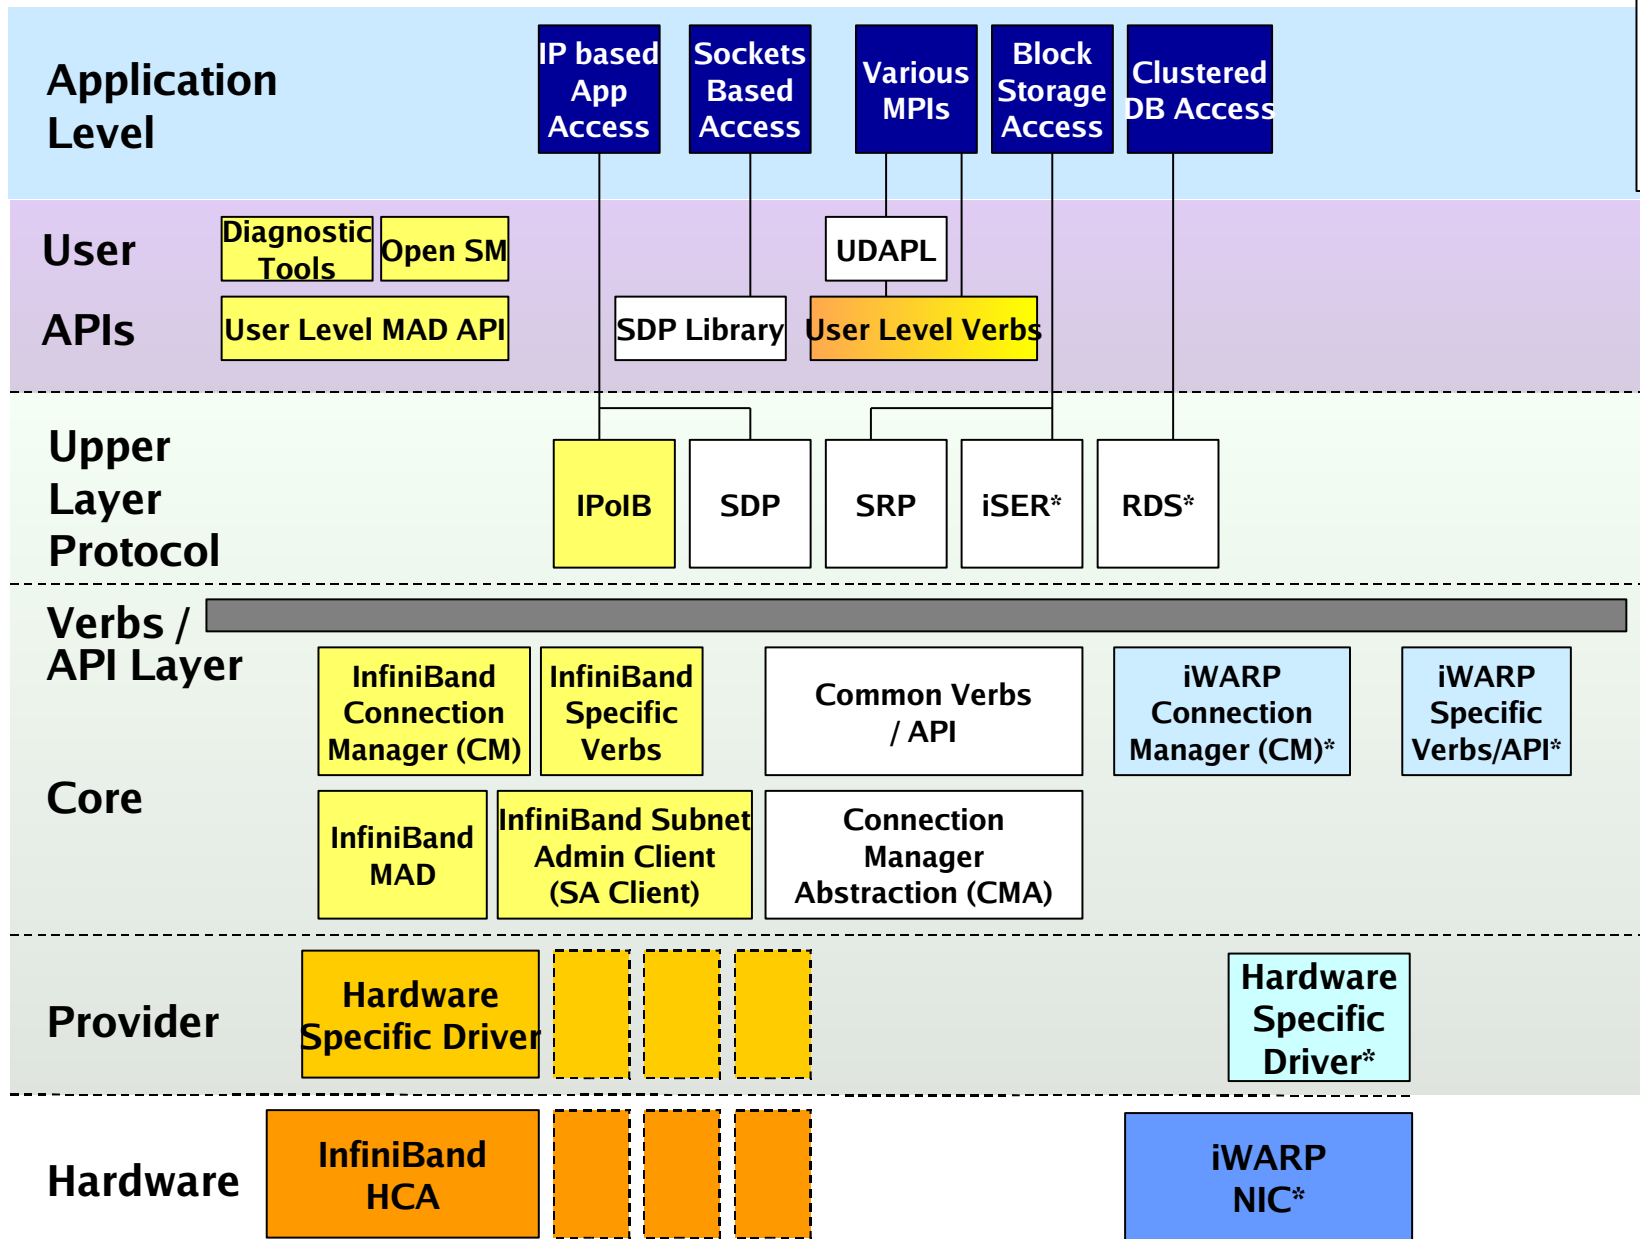 Application
Level
IP based
App
Access
Sockets
Based
Access
Various
MPIs
Block
Storage
Access
Clustered
DB Access
User
APIs
Diagnostic
Tools
Open SM
UDAPL
User Level MAD API
SDP Library
User Level Verbs
Upper
Layer
Protocol
IPoIB
SDP
SRP
iSER*
RDS*
Verbs /
API Layer
InfiniBand
Connection
Manager (CM)
InfiniBand
Specific
Verbs
Common Verbs
/ API
iWARP
Connection
Manager (CM)*
iWARP
Specific
Verbs/API*
Core
InfiniBand
MAD
InfiniBand Subnet
Admin Client
(SA Client)
Connection
Manager
Abstraction (CMA)
Provider
Hardware
Specific Driver
Hardware
Specific
Driver*
Hardware
InfiniBand
HCA
iWARP
NIC*